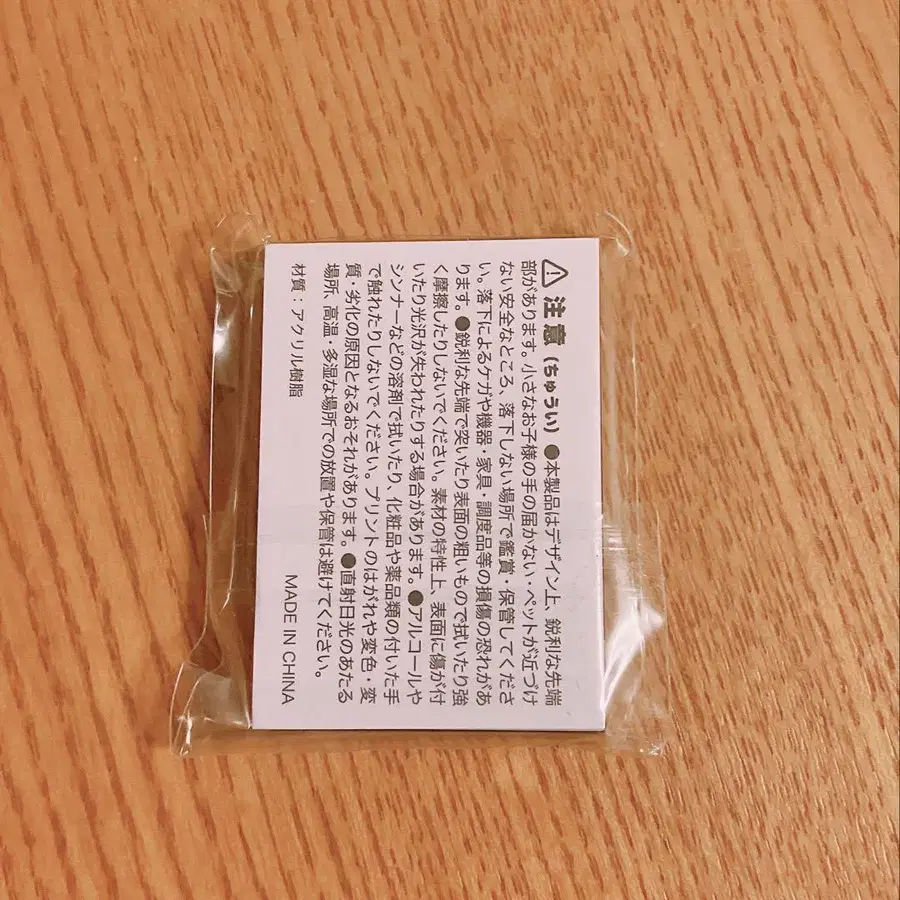 ⚠ 注意 (ちゅうい) ●本製品はデザイン上、鋭利な先端
部があります。小さなお子様の手の届かない・ペットが近づけ
ない安全なところ、落下しない場所で鑑賞・保管してくださ
い。落下によるケガや機器・家具・調度品等の損傷の恐れがあ
ります。●鋭利な先端で突いたり表面の粗いもので拭いたり強
く摩擦したりしないでください。素材の特性上、表面に傷が付
いたり光沢が失われたりする場合があります。●アルコールや
シンナーなどの溶剤で拭いたり、化粧品や薬品類の付いた手
で触れたりしないでください。プリントのはがれや変色・変
質・劣化の原因となるおそれがあります。●直射日光のあたる
場所、高温・多湿な場所での放置や保管は避けてください。
材質：アクリル樹脂 MADE IN CHINA